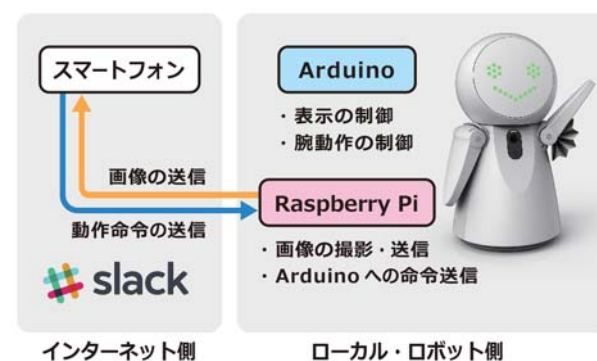 スマートフォン
Arduino
・表示の制御
・腕動作の制御
画像の送信
Raspberry Pi
動作命令の送信
・画像の撮影・送信
・Arduinoへの命令送信
slack
インターネット側
ローカル・ロボット側